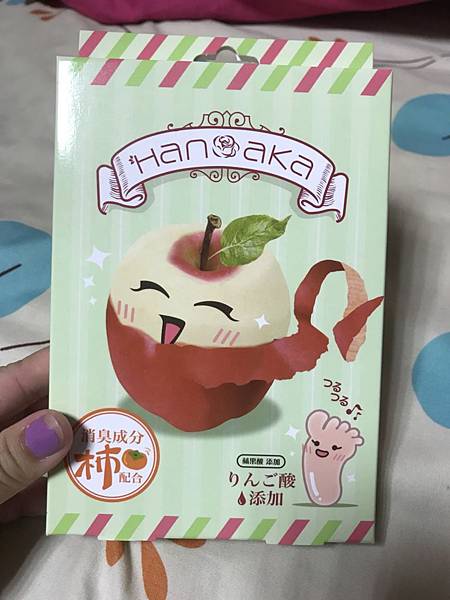 Hanaka
つる
つる
消臭成分
柿
配合
蘋果酸 添加
りんご酸
添加